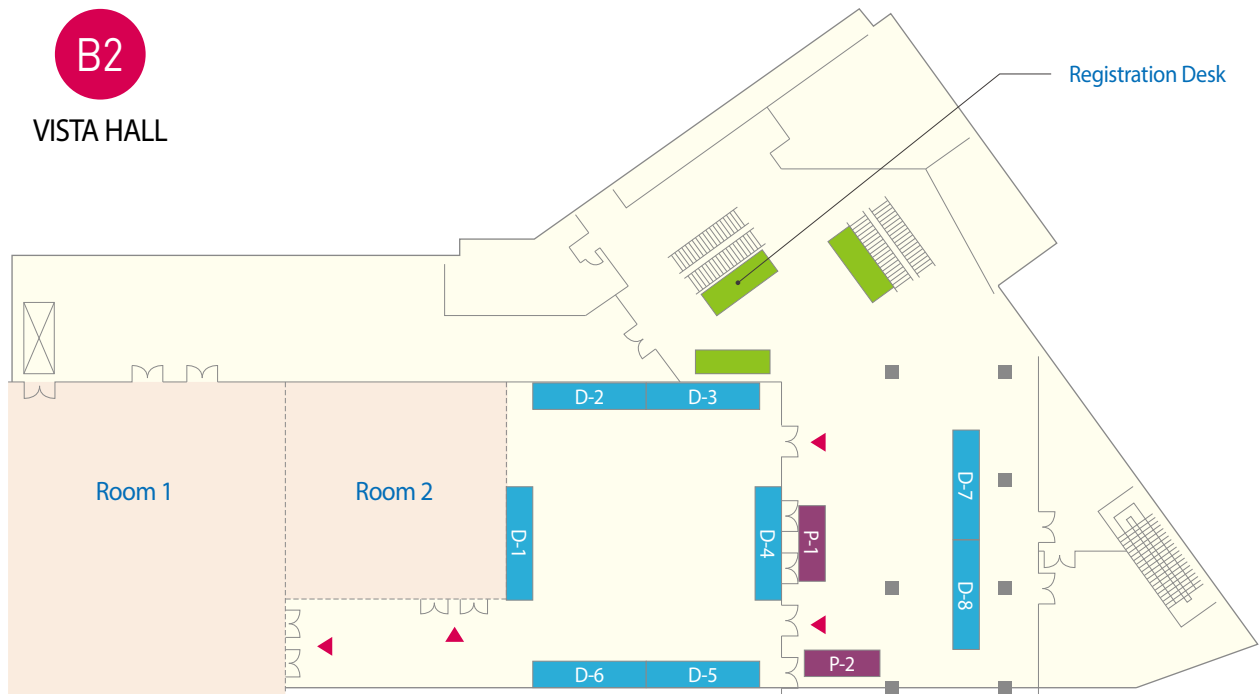 B2
VISTA HALL
Registration Desk
D-2
D-3
Room 1
Room 2
D-1
D-4
P-1
D-7
D-8
D-6
D-5
P-2